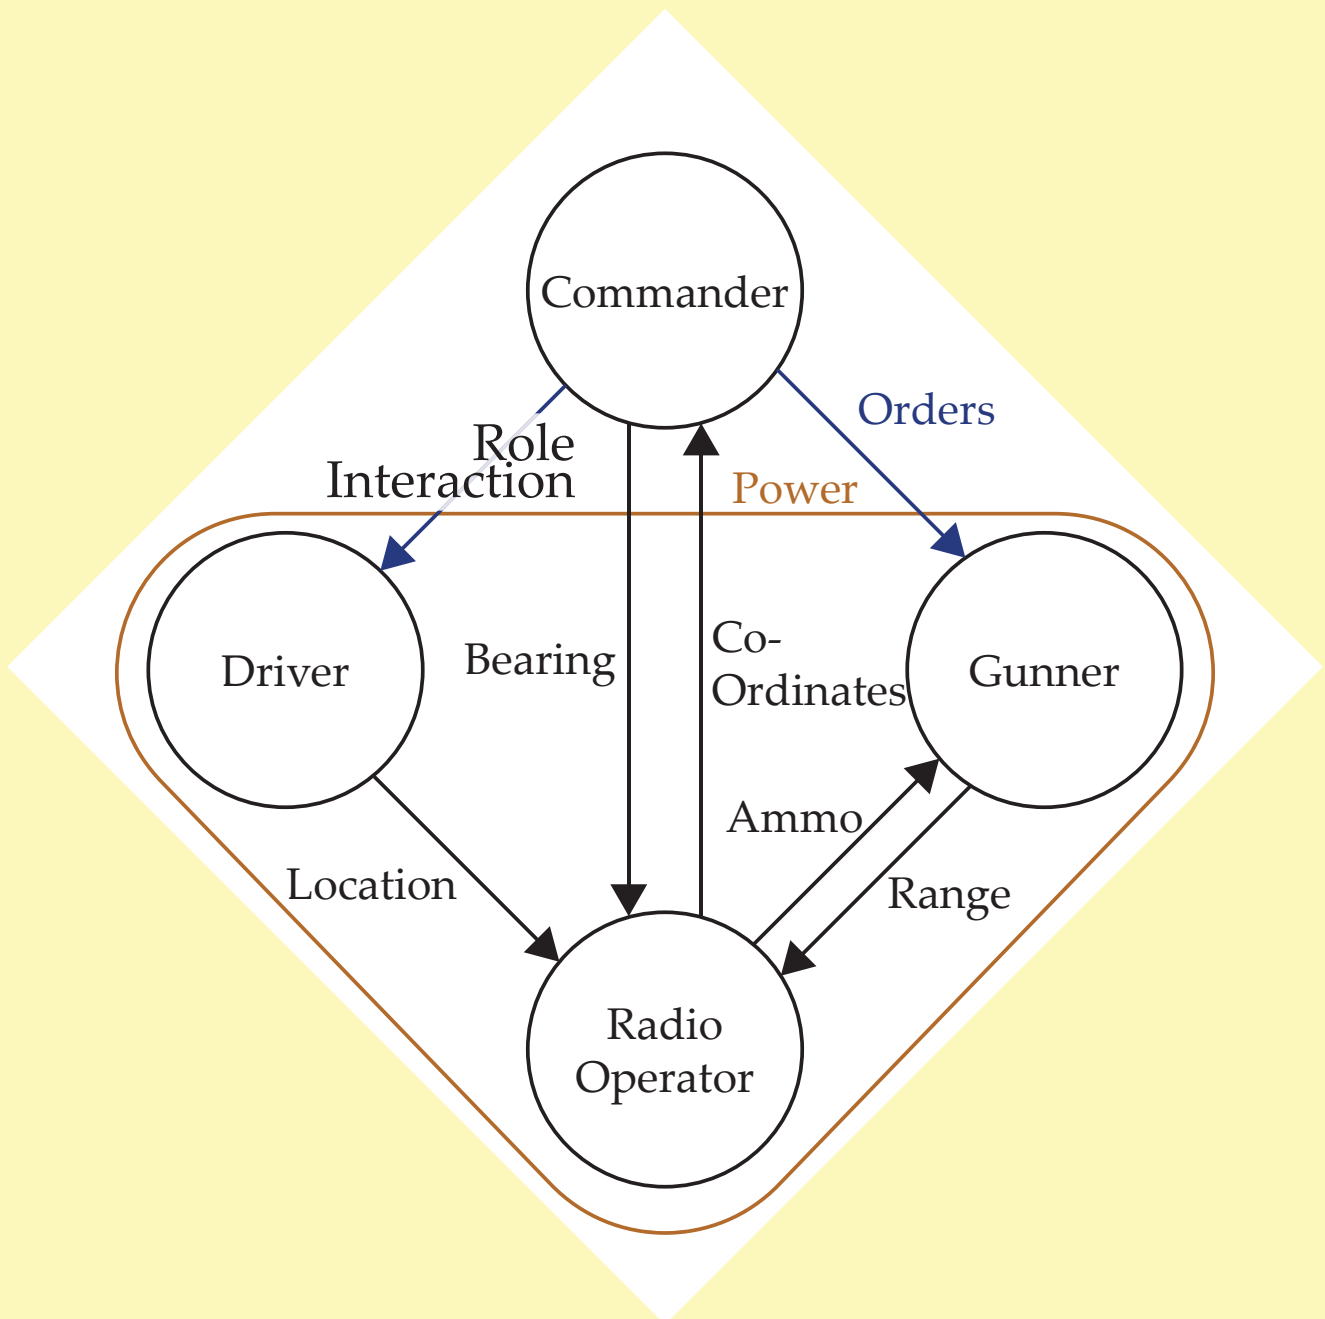 Commander
Orders
Role
Interaction
Power
Driver
Bearing
Co-
Ordinates
Gunner
Ammo
Location
Range
Radio
Operator